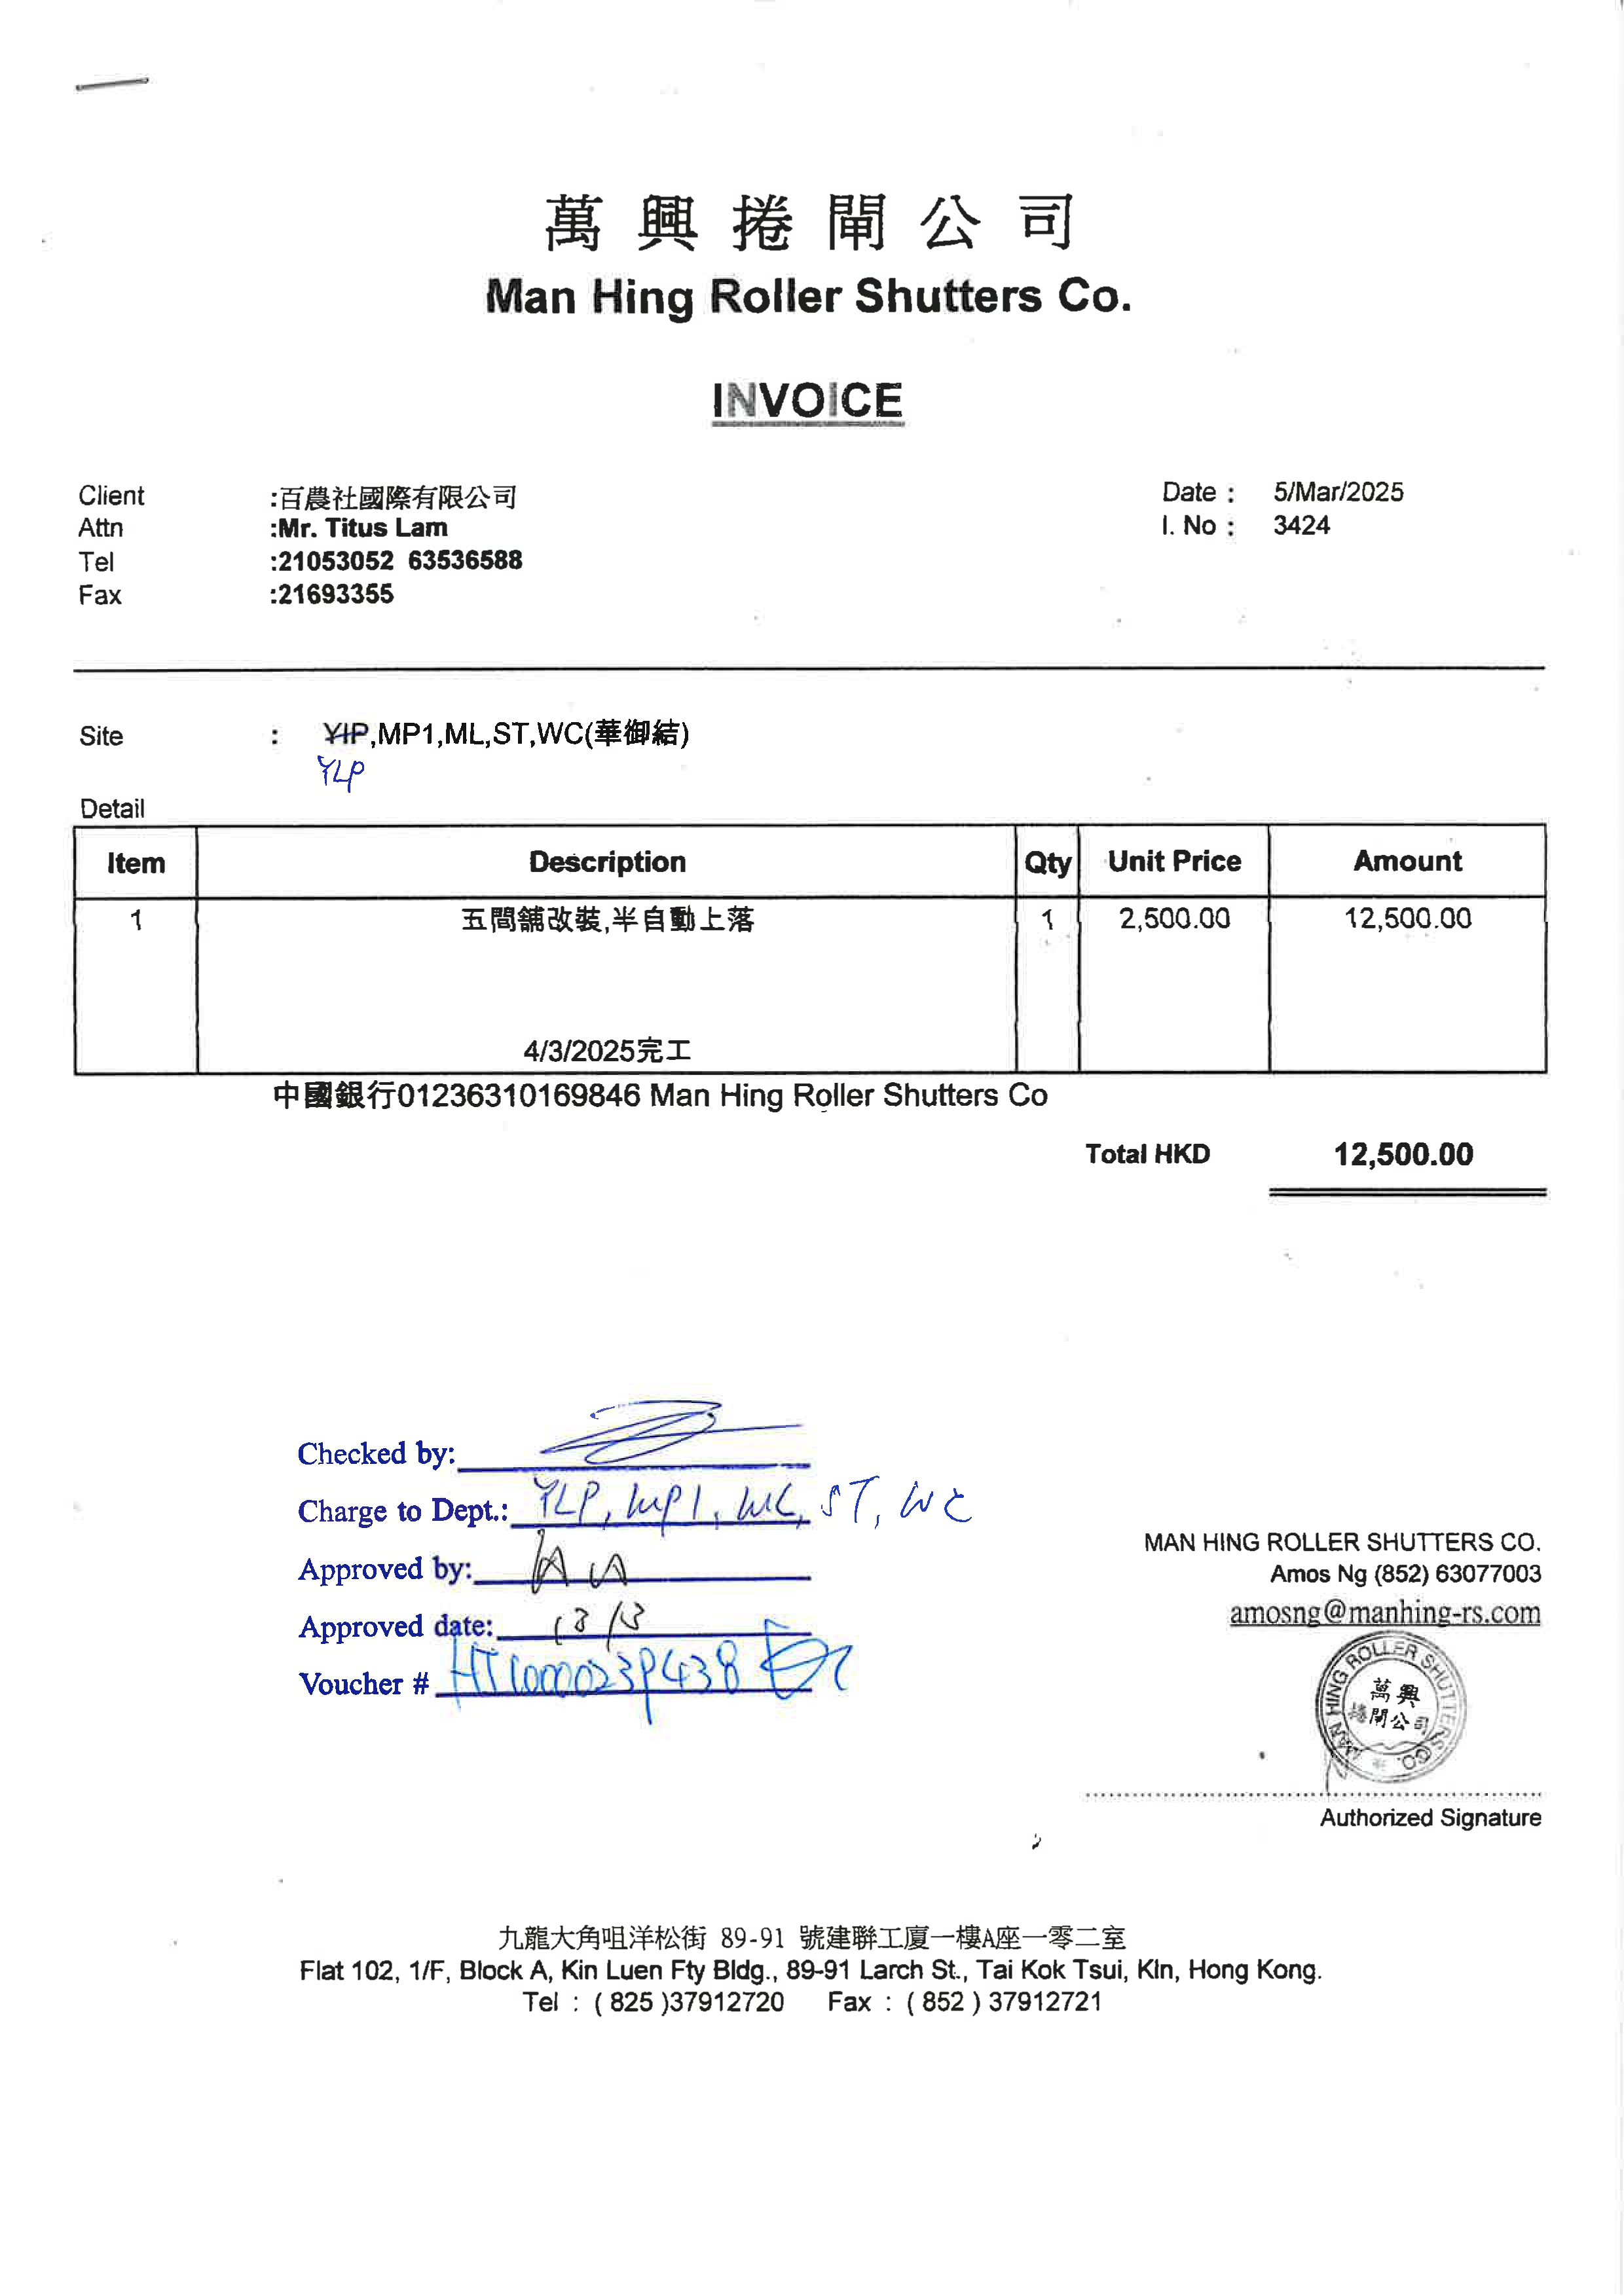 萬興捲閘公司
Man Hing Roller Shutters Co.
INVOICE
Client :百農社國際有限公司
Date : 5/Mar/2025
Attn :Mr. Titus Lam
I. No : 3424
Tel :21053052 63536588
Fax :21693355
Site : YIP,MP1,ML,ST,WC(華御結)
YLP
Detail
Item Description Qty Unit Price Amount
1 五間舖改裝,半自動上落 1 2,500.00 12,500.00
4/3/2025完工
中國銀行01236310169846 Man Hing Roller Shutters Co
Total HKD 12,500.00
Checked by:
Charge to Dept.: YLP, MP1, ML, ST, WC
Approved by:
Approved date: 13/3
Voucher #
MAN HING ROLLER SHUTTERS CO.
Amos Ng (852) 63077003
amosng@manhing-rs.com
MAN HING ROLLER SHUTTERS CO.
萬興
捲閘公司
Authorized Signature
九龍大角咀洋松街 89-91 號建聯工廈一樓A座一零二室
Flat 102, 1/F, Block A, Kin Luen Fty Bldg., 89-91 Larch St., Tai Kok Tsui, Kln, Hong Kong.
Tel : ( 825 )37912720 Fax : ( 852 ) 37912721